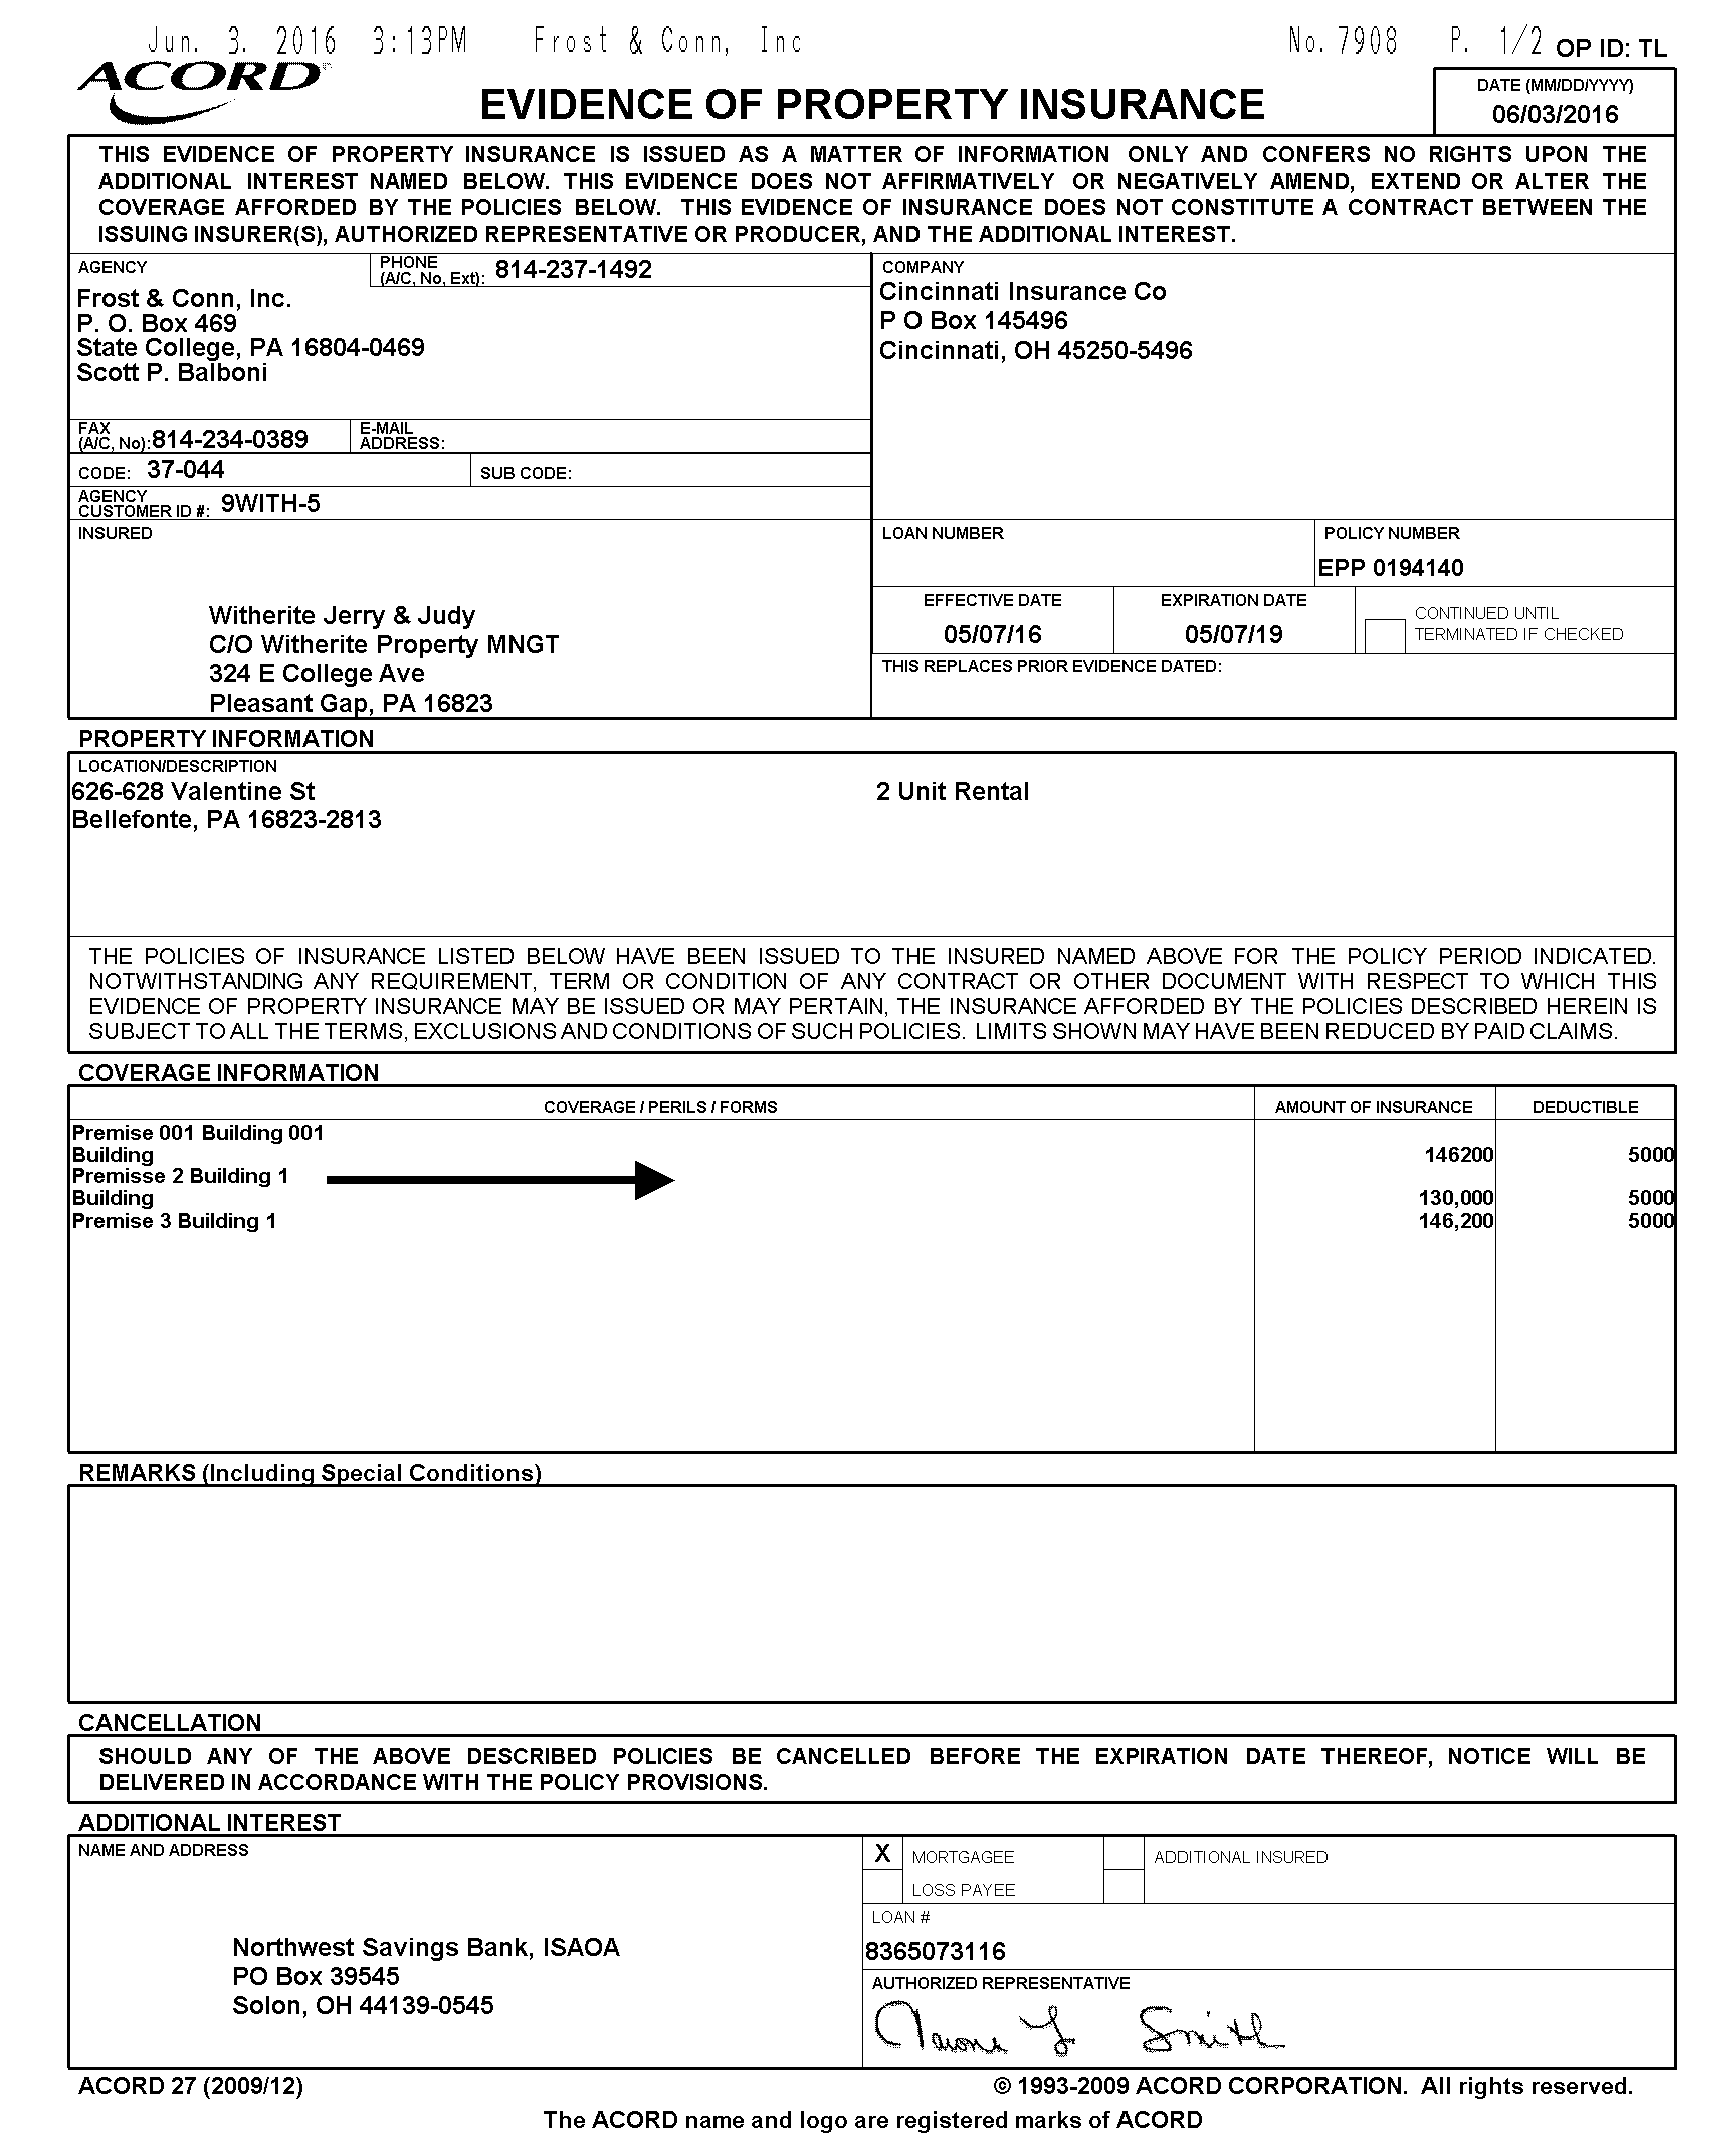 Jun. 3. 2016 3:13PM Frost & Conn, Inc No. 7908 P. 1/2 OP ID: TL
ACORD
EVIDENCE OF PROPERTY INSURANCE
DATE (MM/DD/YYYY)
06/03/2016
THIS EVIDENCE OF PROPERTY INSURANCE IS ISSUED AS A MATTER OF INFORMATION ONLY AND CONFERS NO RIGHTS UPON THE
ADDITIONAL INTEREST NAMED BELOW. THIS EVIDENCE DOES NOT AFFIRMATIVELY OR NEGATIVELY AMEND, EXTEND OR ALTER THE
COVERAGE AFFORDED BY THE POLICIES BELOW. THIS EVIDENCE OF INSURANCE DOES NOT CONSTITUTE A CONTRACT BETWEEN THE
ISSUING INSURER(S), AUTHORIZED REPRESENTATIVE OR PRODUCER, AND THE ADDITIONAL INTEREST.
AGENCY
PHONE
(A/C, No, Ext): 814-237-1492
Frost & Conn, Inc.
P. O. Box 469
State College, PA 16804-0469
Scott P. Balboni
FAX
(A/C, No): 814-234-0389
E-MAIL
ADDRESS:
CODE: 37-044
SUB CODE:
AGENCY
CUSTOMER ID #: 9WITH-5
COMPANY
Cincinnati Insurance Co
P O Box 145496
Cincinnati, OH 45250-5496
INSURED
Witherite Jerry & Judy
C/O Witherite Property MNGT
324 E College Ave
Pleasant Gap, PA 16823
LOAN NUMBER
POLICY NUMBER
EPP 0194140
EFFECTIVE DATE
05/07/16
EXPIRATION DATE
05/07/19
CONTINUED UNTIL
TERMINATED IF CHECKED
THIS REPLACES PRIOR EVIDENCE DATED:
PROPERTY INFORMATION
LOCATION/DESCRIPTION
626-628 Valentine St 2 Unit Rental
Bellefonte, PA 16823-2813
THE POLICIES OF INSURANCE LISTED BELOW HAVE BEEN ISSUED TO THE INSURED NAMED ABOVE FOR THE POLICY PERIOD INDICATED.
NOTWITHSTANDING ANY REQUIREMENT, TERM OR CONDITION OF ANY CONTRACT OR OTHER DOCUMENT WITH RESPECT TO WHICH THIS
EVIDENCE OF PROPERTY INSURANCE MAY BE ISSUED OR MAY PERTAIN, THE INSURANCE AFFORDED BY THE POLICIES DESCRIBED HEREIN IS
SUBJECT TO ALL THE TERMS, EXCLUSIONS AND CONDITIONS OF SUCH POLICIES. LIMITS SHOWN MAY HAVE BEEN REDUCED BY PAID CLAIMS.
COVERAGE INFORMATION
COVERAGE / PERILS / FORMS AMOUNT OF INSURANCE DEDUCTIBLE
Premise 001 Building 001
Building 146200 5000
Premisse 2 Building 1
Building 130,000 5000
Premise 3 Building 1 146,200 5000
REMARKS (Including Special Conditions)
CANCELLATION
SHOULD ANY OF THE ABOVE DESCRIBED POLICIES BE CANCELLED BEFORE THE EXPIRATION DATE THEREOF, NOTICE WILL BE
DELIVERED IN ACCORDANCE WITH THE POLICY PROVISIONS.
ADDITIONAL INTEREST
NAME AND ADDRESS
Northwest Savings Bank, ISAOA
PO Box 39545
Solon, OH 44139-0545
X MORTGAGEE
ADDITIONAL INSURED
LOSS PAYEE
LOAN #
8365073116
AUTHORIZED REPRESENTATIVE
Smith
ACORD 27 (2009/12)
© 1993-2009 ACORD CORPORATION. All rights reserved.
The ACORD name and logo are registered marks of ACORD